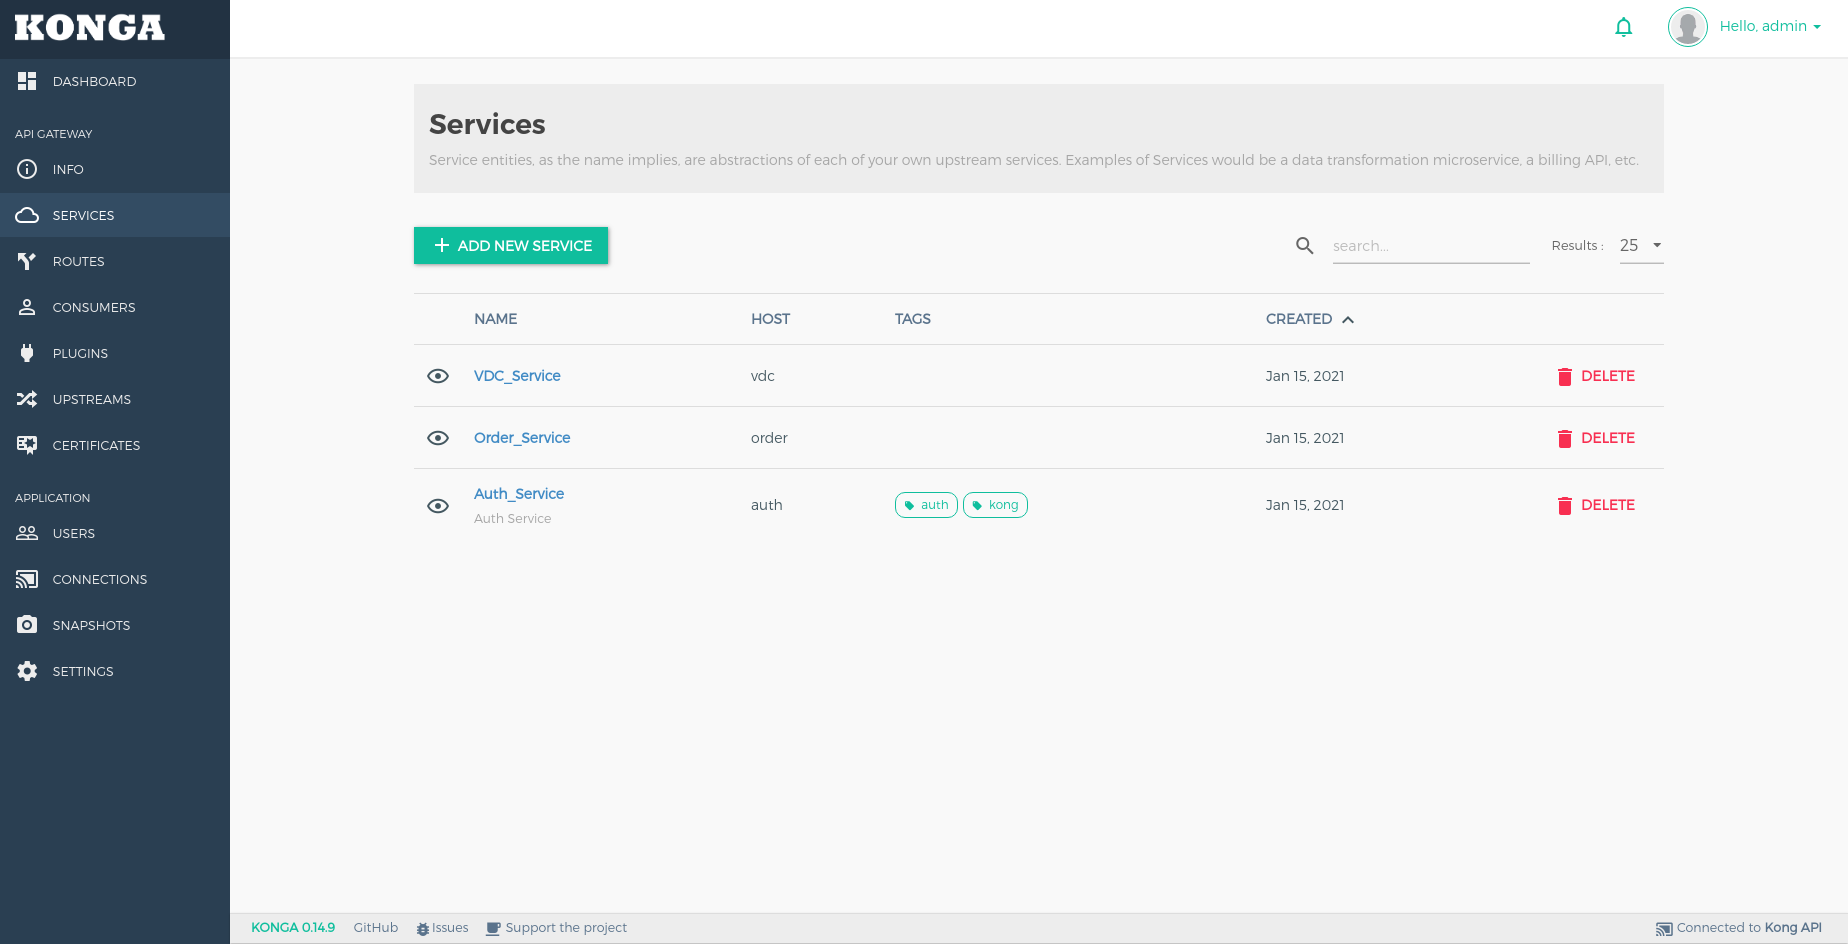 KONGA
Hello, admin
DASHBOARD
API GATEWAY
INFO
SERVICES
ROUTES
CONSUMERS
PLUGINS
UPSTREAMS
CERTIFICATES
APPLICATION
USERS
CONNECTIONS
SNAPSHOTS
SETTINGS
Services
Service entities, as the name implies, are abstractions of each of your own upstream services. Examples of Services would be a data transformation microservice, a billing API, etc.
ADD NEW SERVICE
search...
Results : 25
NAME HOST TAGS CREATED
VDC_Service vdc Jan 15, 2021 DELETE
Order_Service order Jan 15, 2021 DELETE
Auth_Service auth auth kong Jan 15, 2021 DELETE
Auth Service
KONGA 0.14.9 GitHub Issues Support the project Connected to Kong API